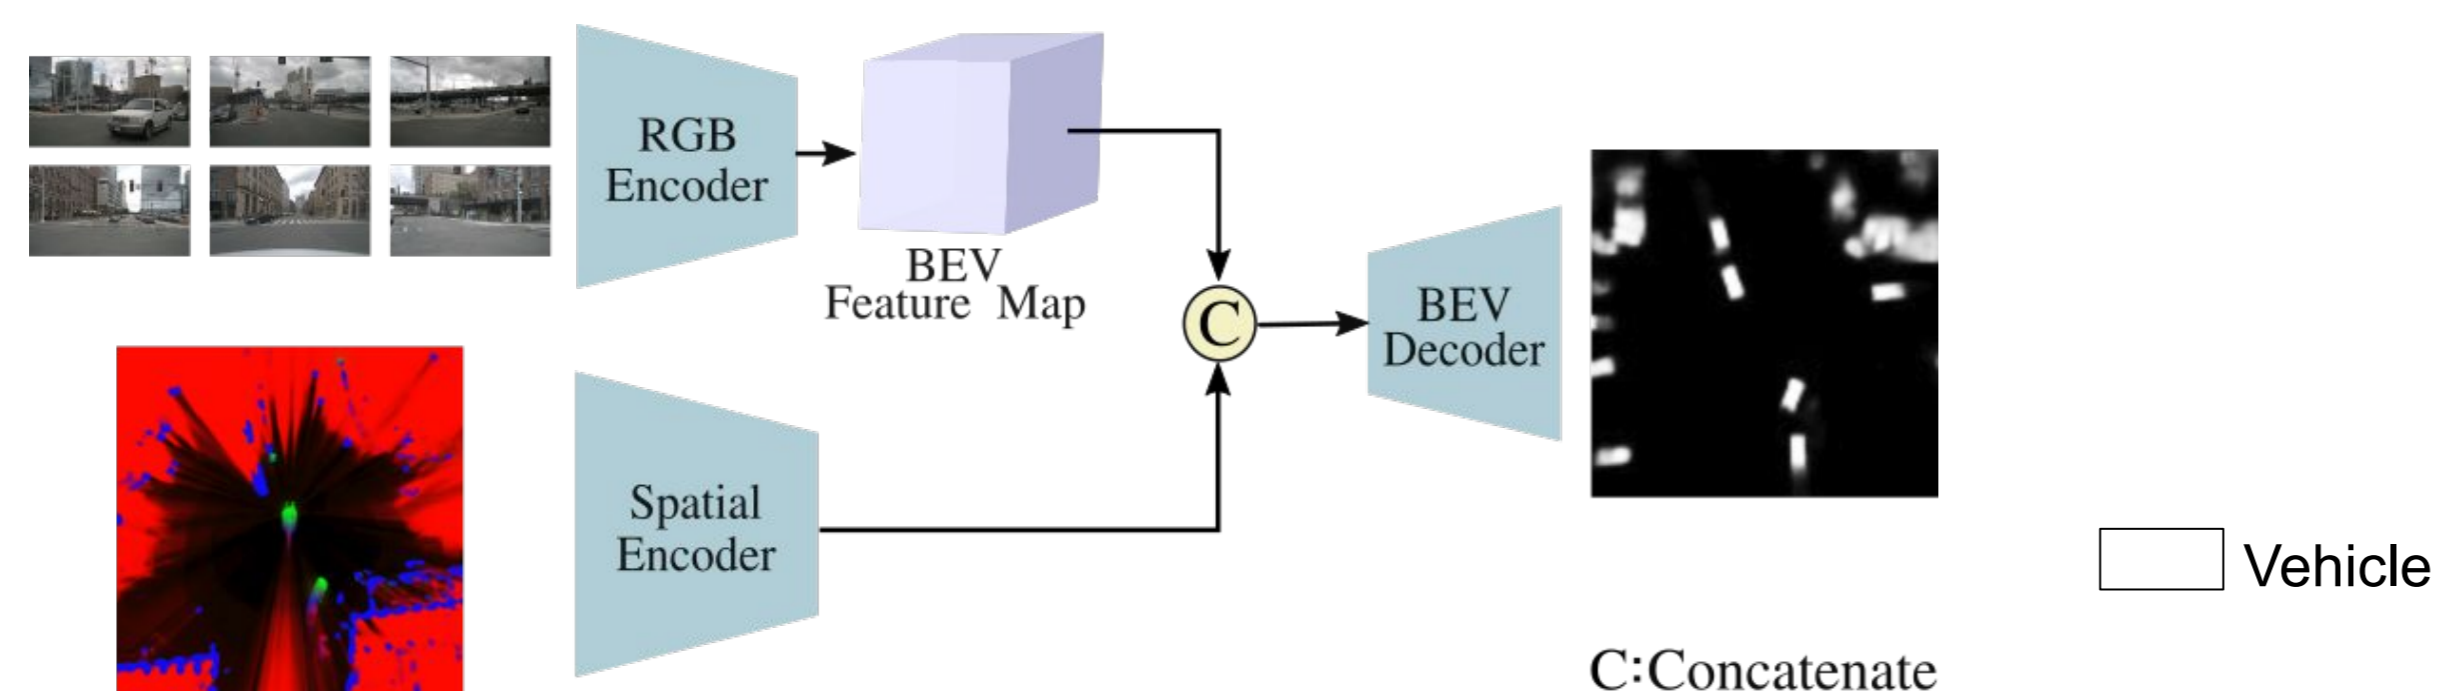 RGB
Encoder
BEV
Feature Map
C
BEV
Decoder
Spatial
Encoder
Vehicle
C:Concatenate